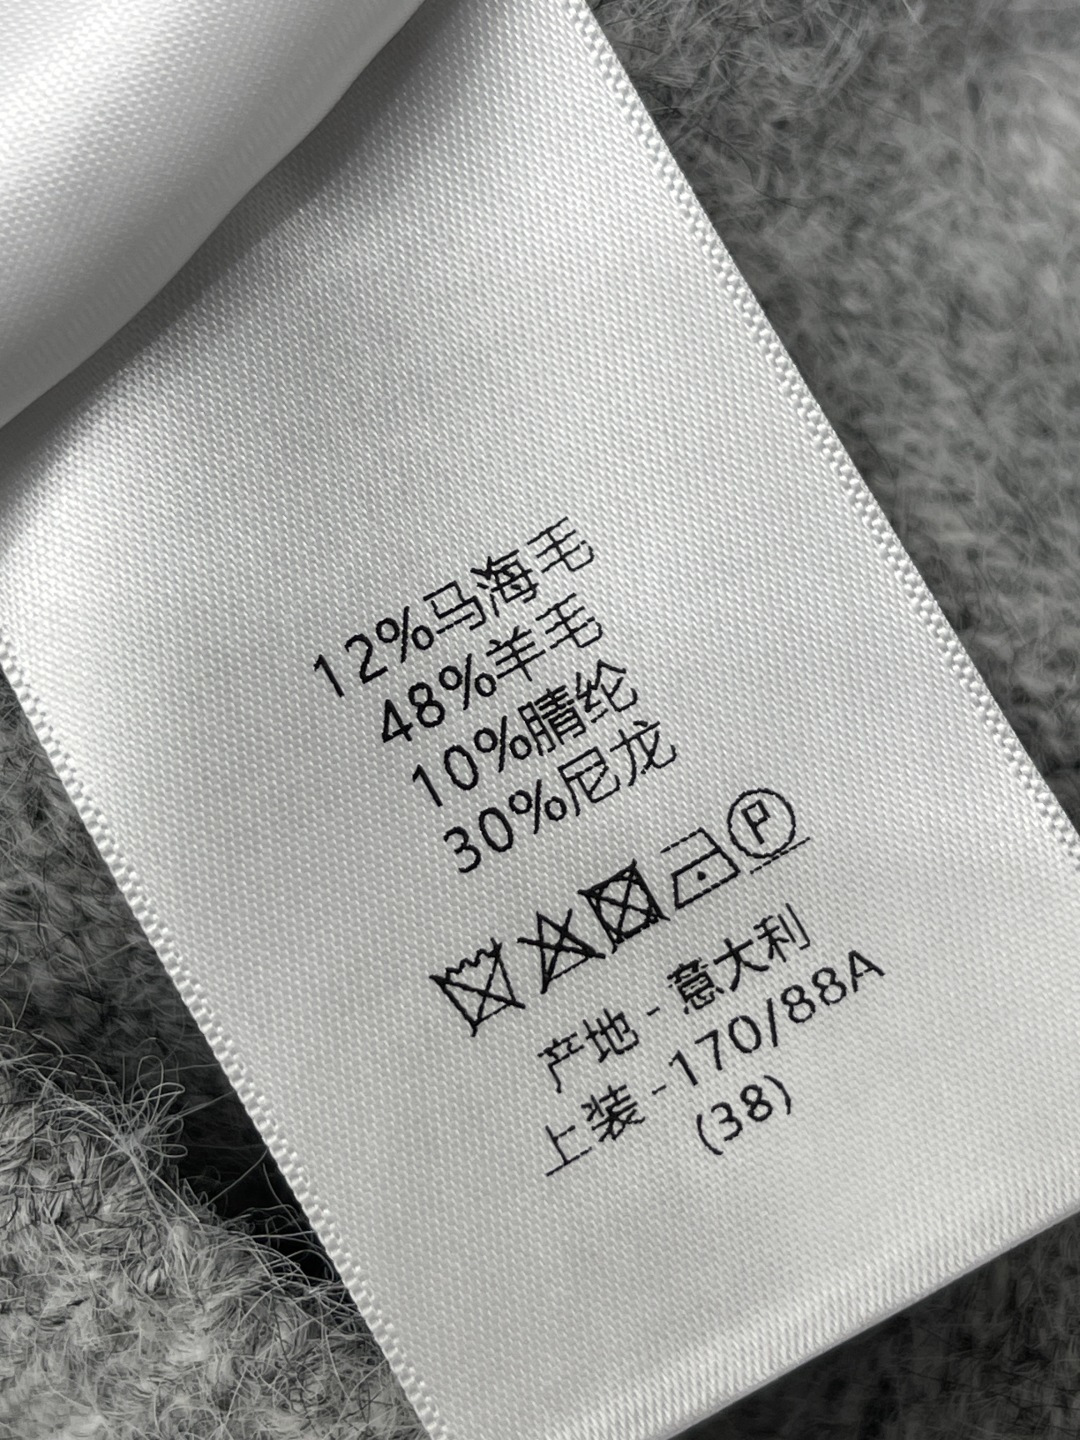 12%马海毛
48%羊毛
10%腈纶
30%尼龙
P
产地-意大利
上装-170/88A
(38)